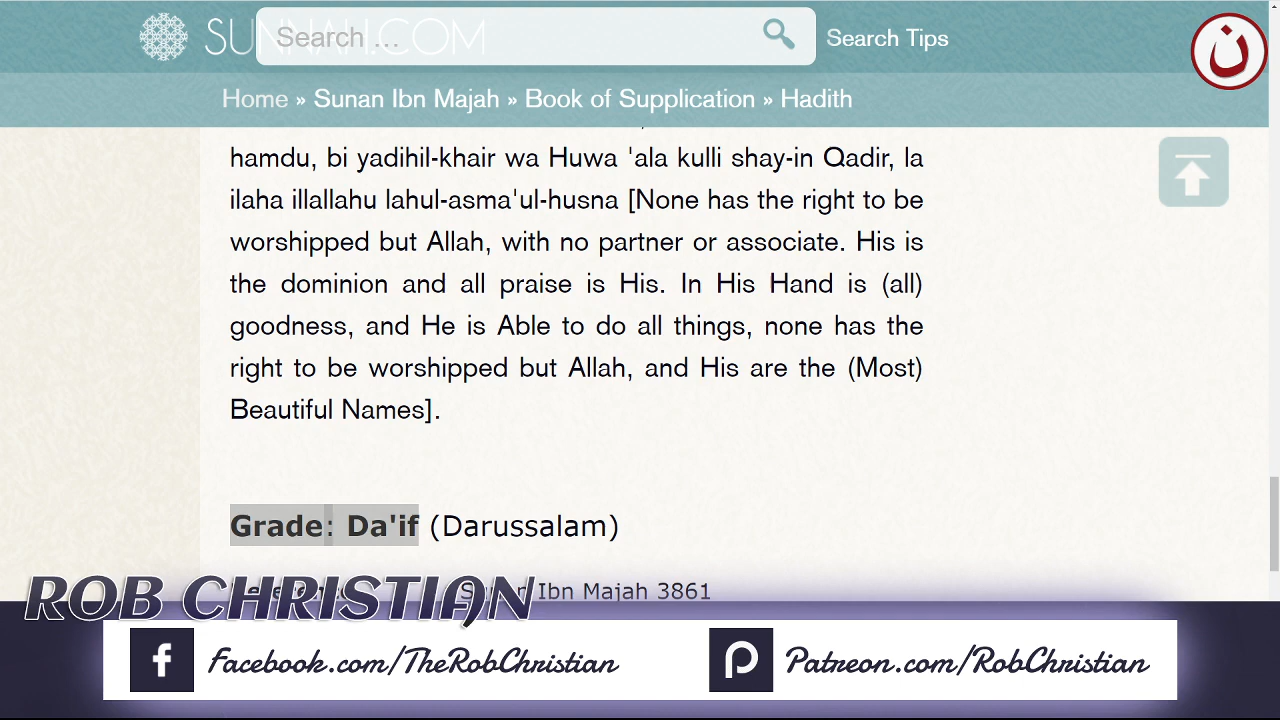 SUNNAH.COM
Search ...
Search Tips
ن
Home » Sunan Ibn Majah » Book of Supplication » Hadith
hamdu, bi yadihil-khair wa Huwa 'ala kulli shay-in Qadir, la
ilaha illallahu lahul-asma'ul-husna [None has the right to be
worshipped but Allah, with no partner or associate. His is
the dominion and all praise is His. In His Hand is (all)
goodness, and He is Able to do all things, none has the
right to be worshipped but Allah, and His are the (Most)
Beautiful Names].
Grade: Da'if (Darussalam)
Ibn Majah 3861
ROB CHRISTIAN
Facebook.com/TheRobChristian
Patreon.com/RobChristian